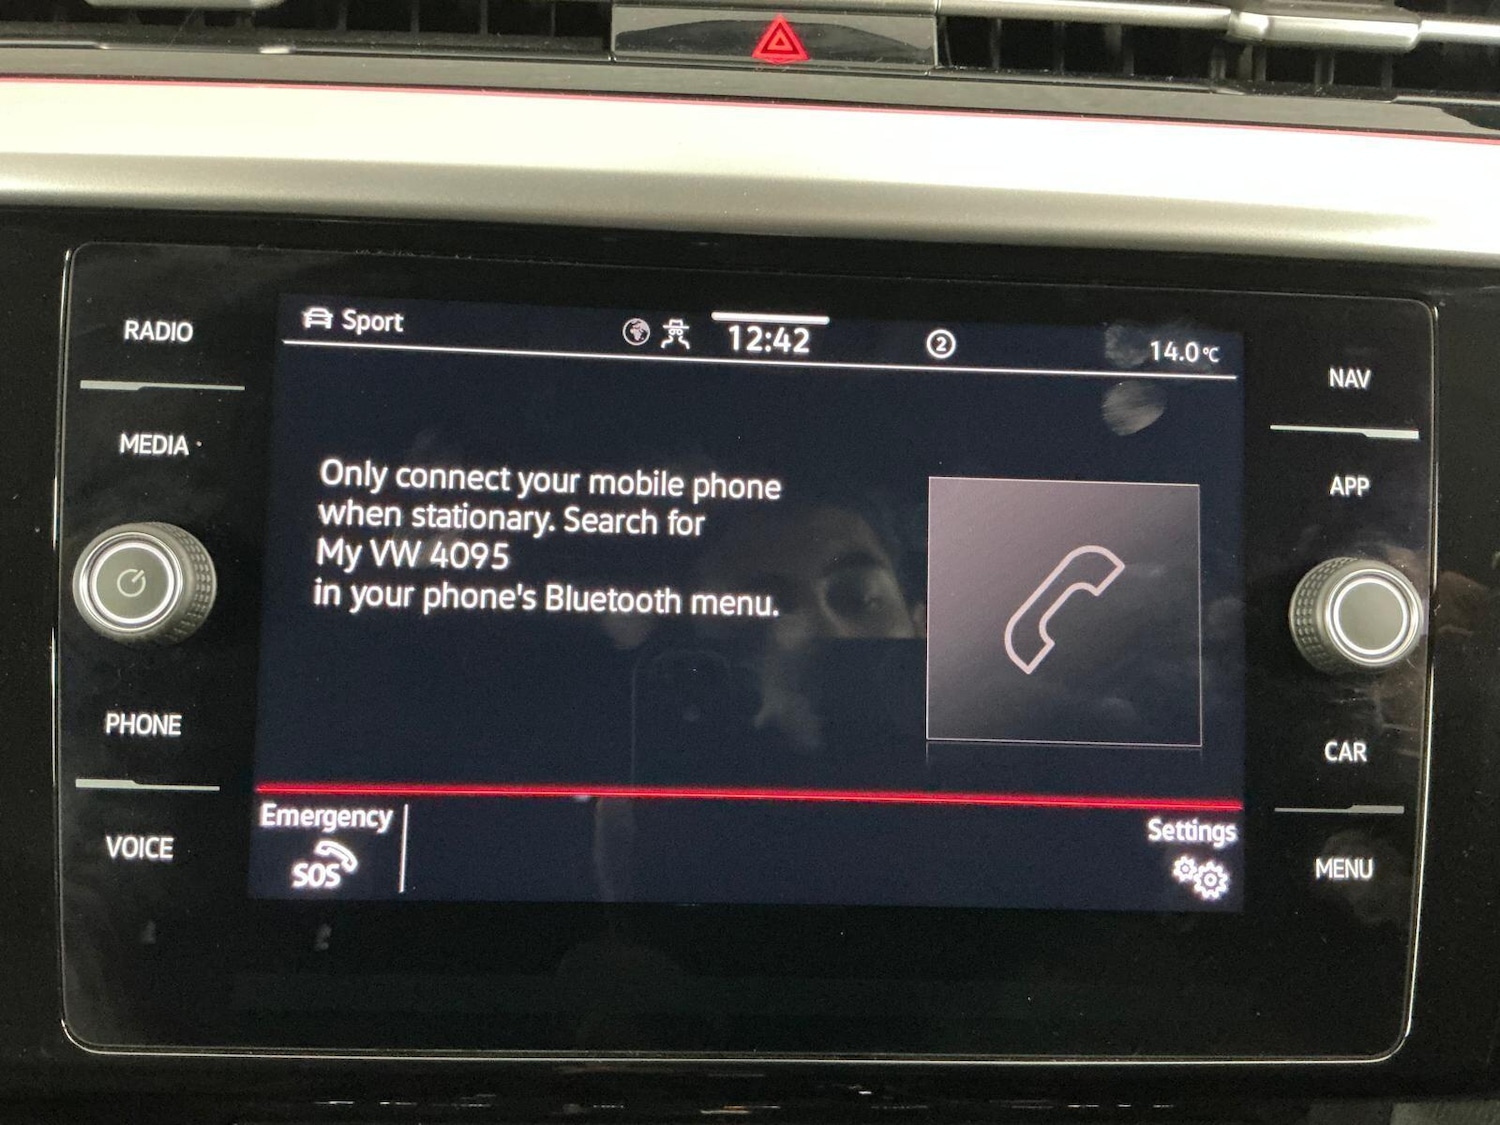 RADIO
MEDIA
PHONE
VOICE
Sport
12:42
2
14.0°C
Only connect your mobile phone
when stationary. Search for
My VW 4095
in your phone's Bluetooth menu.
Emergency
SOS
Settings
NAV
APP
CAR
MENU